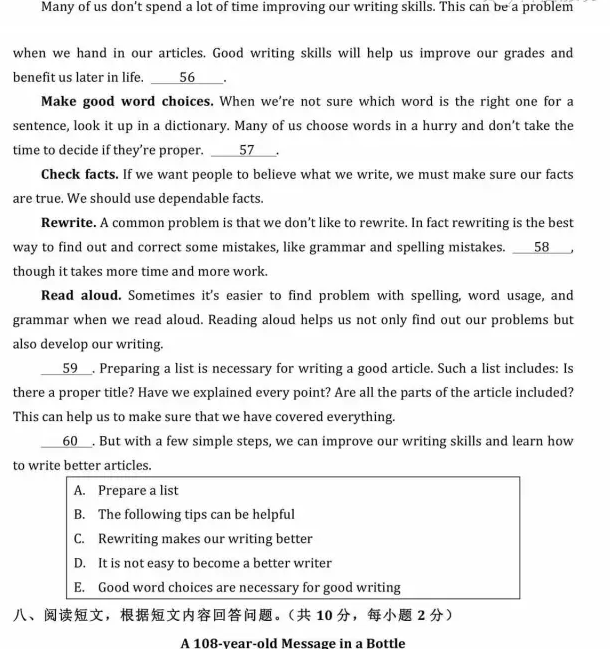 Many of us don't spend a lot of time improving our writing skills. This can be a problem
when we hand in our articles. Good writing skills will help us improve our grades and
benefit us later in life. 56 .
Make good word choices. When we're not sure which word is the right one for a
sentence, look it up in a dictionary. Many of us choose words in a hurry and don't take the
time to decide if they're proper. 57 .
Check facts. If we want people to believe what we write, we must make sure our facts
are true. We should use dependable facts.
Rewrite. A common problem is that we don't like to rewrite. In fact rewriting is the best
way to find out and correct some mistakes, like grammar and spelling mistakes. 58 ,
though it takes more time and more work.
Read aloud. Sometimes it's easier to find problem with spelling, word usage, and
grammar when we read aloud. Reading aloud helps us not only find out our problems but
also develop our writing.
59 . Preparing a list is necessary for writing a good article. Such a list includes: Is
there a proper title? Have we explained every point? Are all the parts of the article included?
This can help us to make sure that we have covered everything.
60 . But with a few simple steps, we can improve our writing skills and learn how
to write better articles.
A. Prepare a list
B. The following tips can be helpful
C. Rewriting makes our writing better
D. It is not easy to become a better writer
E. Good word choices are necessary for good writing
八、阅读短文，根据短文内容回答问题。（共 10 分，每小题 2 分）
A 108-year-old Message in a Bottle